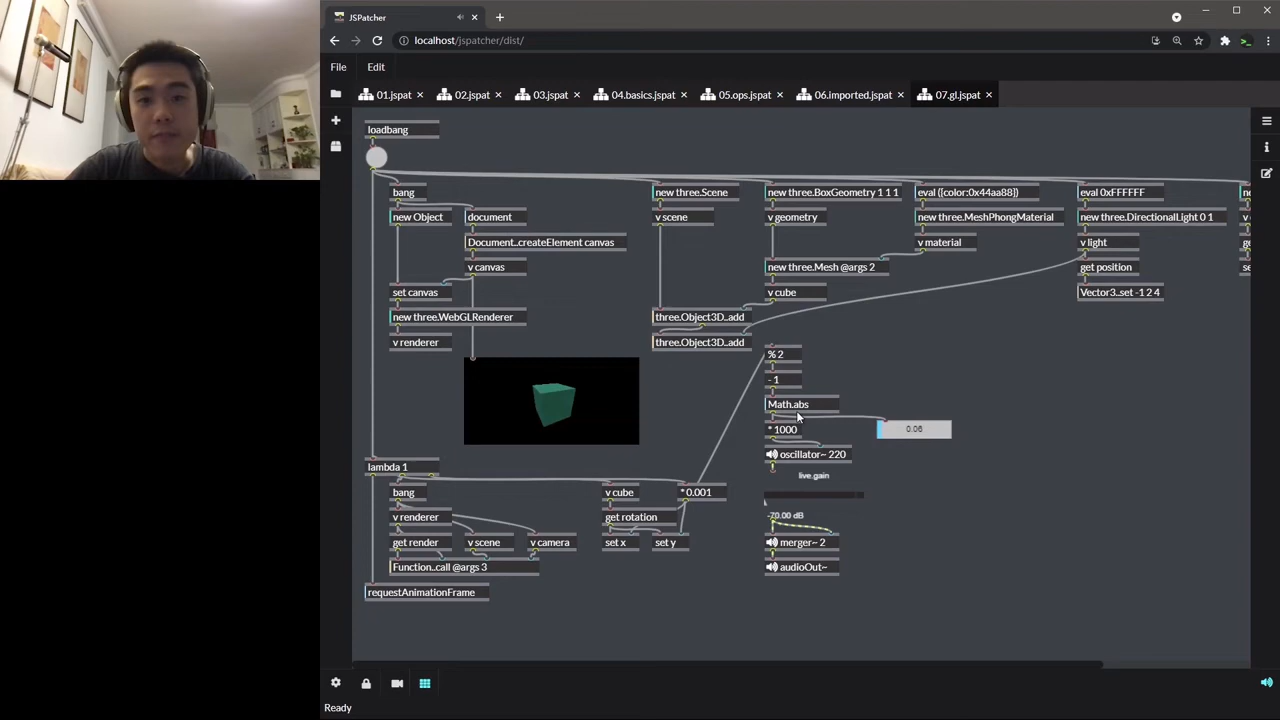 JSPatcher
localhost/jspatcher/dist/
File Edit
01.jspat 02.jspat 03.jspat 04.basics.jspat 05.ops.jspat 06.imported.jspat 07.gl.jspat
loadbang
bang new three.Scene new three.BoxGeometry 1 1 1 eval ({color:0x44aa88}) eval 0xFFFFFF
new Object document v scene v geometry new three.MeshPhongMaterial new three.DirectionalLight 0 1
Document..createElement canvas v material v light
v canvas new three.Mesh @args 2 get position
set canvas v cube Vector3..set -1 2 4
new three.WebGLRenderer three.Object3D..add
v renderer three.Object3D..add
% 2
- 1
Math.abs
* 1000 0.06
oscillator~ 220
lambda 1 live.gain
bang v cube * 0.001
v renderer get rotation -70.00 dB
get render v scene v camera set x set y merger~ 2
Function..call @args 3 audioOut~
requestAnimationFrame
Ready